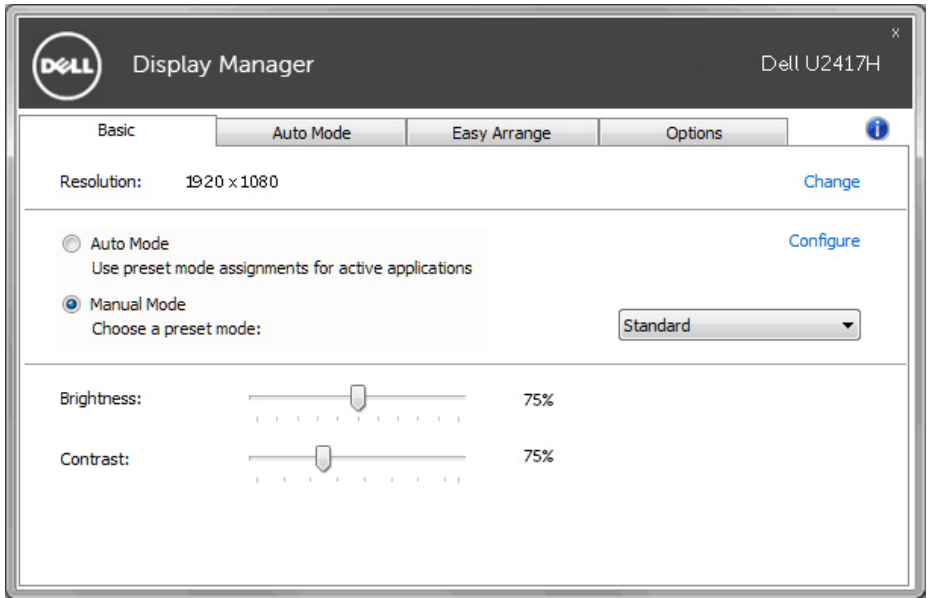 x
DELL Display Manager Dell U2417H
Basic Auto Mode Easy Arrange Options i
Resolution: 1920 x 1080 Change
Auto Mode Configure
Use preset mode assignments for active applications
Manual Mode
Choose a preset mode: Standard
Brightness: 75%
Contrast: 75%